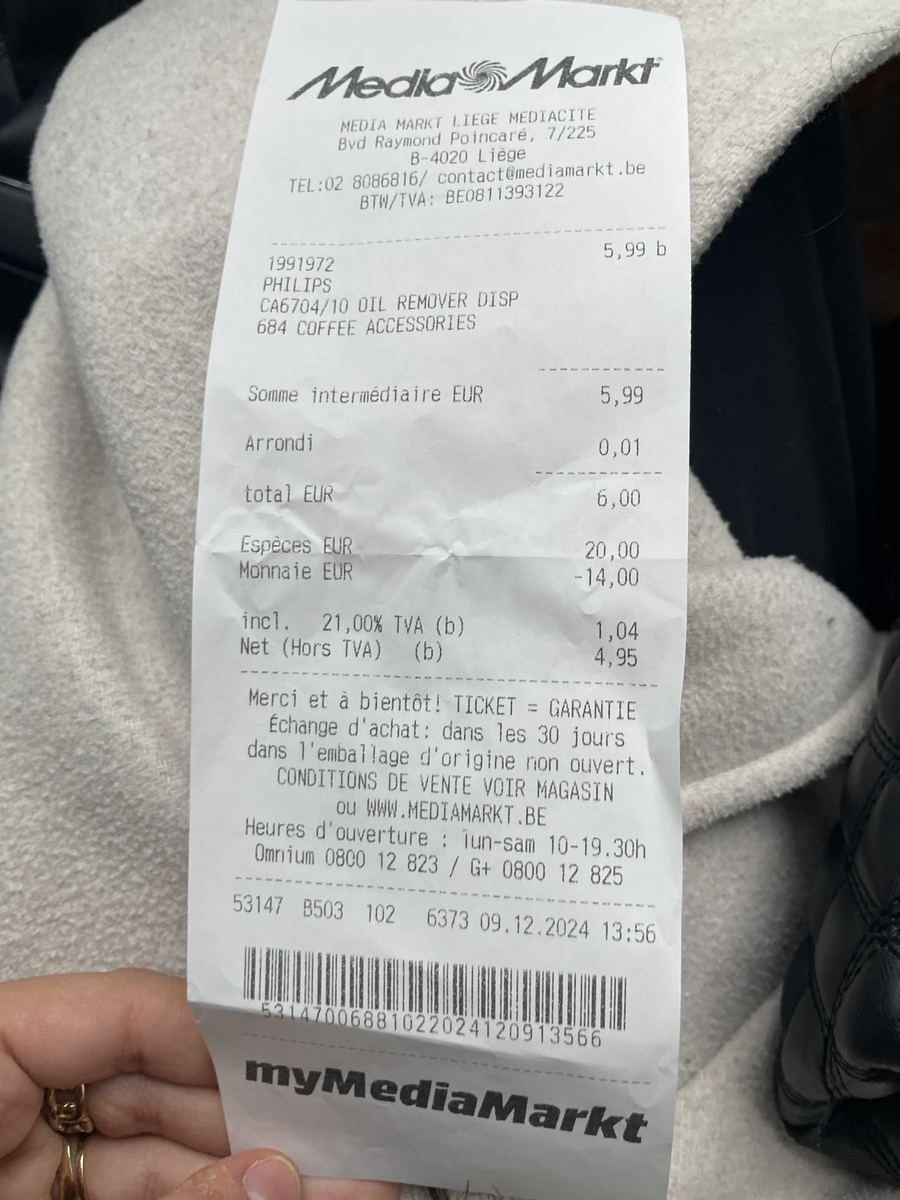 MediaMarkt
MEDIA MARKT LIEGE MEDIACITE
Bvd Raymond Poincaré, 7/225
B-4020 Liège
TEL:02 8086816/ contact@mediamarkt.be
BTW/TVA: BE0811393122
1991972 5,99 b
PHILIPS
CA6704/10 OIL REMOVER DISP
684 COFFEE ACCESSORIES
Somme intermédiaire EUR 5,99
Arrondi 0,01
total EUR 6,00
Espèces EUR 20,00
Monnaie EUR -14,00
incl. 21,00% TVA (b) 1,04
Net (Hors TVA) (b) 4,95
Merci et à bientôt! TICKET = GARANTIE
Échange d'achat: dans les 30 jours
dans l'emballage d'origine non ouvert.
CONDITIONS DE VENTE VOIR MAGASIN
ou WWW.MEDIAMARKT.BE
Heures d'ouverture : lun-sam 10-19.30h
Omnium 0800 12 823 / G+ 0800 12 825
53147 B503 102 6373 09.12.2024 13:56
5314700688102202412091356​6
myMediaMarkt